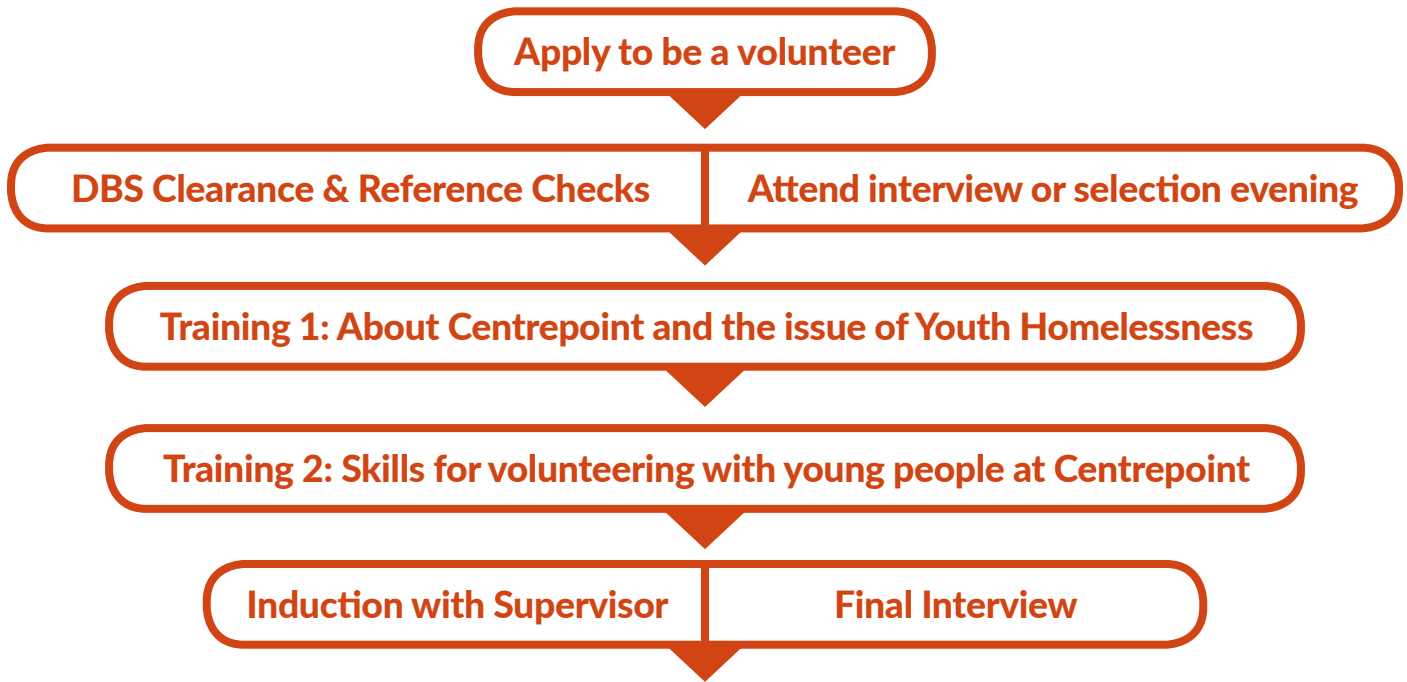 Apply to be a volunteer
DBS Clearance & Reference Checks
Attend interview or selection evening
Training 1: About Centrepoint and the issue of Youth Homelessness
Training 2: Skills for volunteering with young people at Centrepoint
Induction with Supervisor
Final Interview